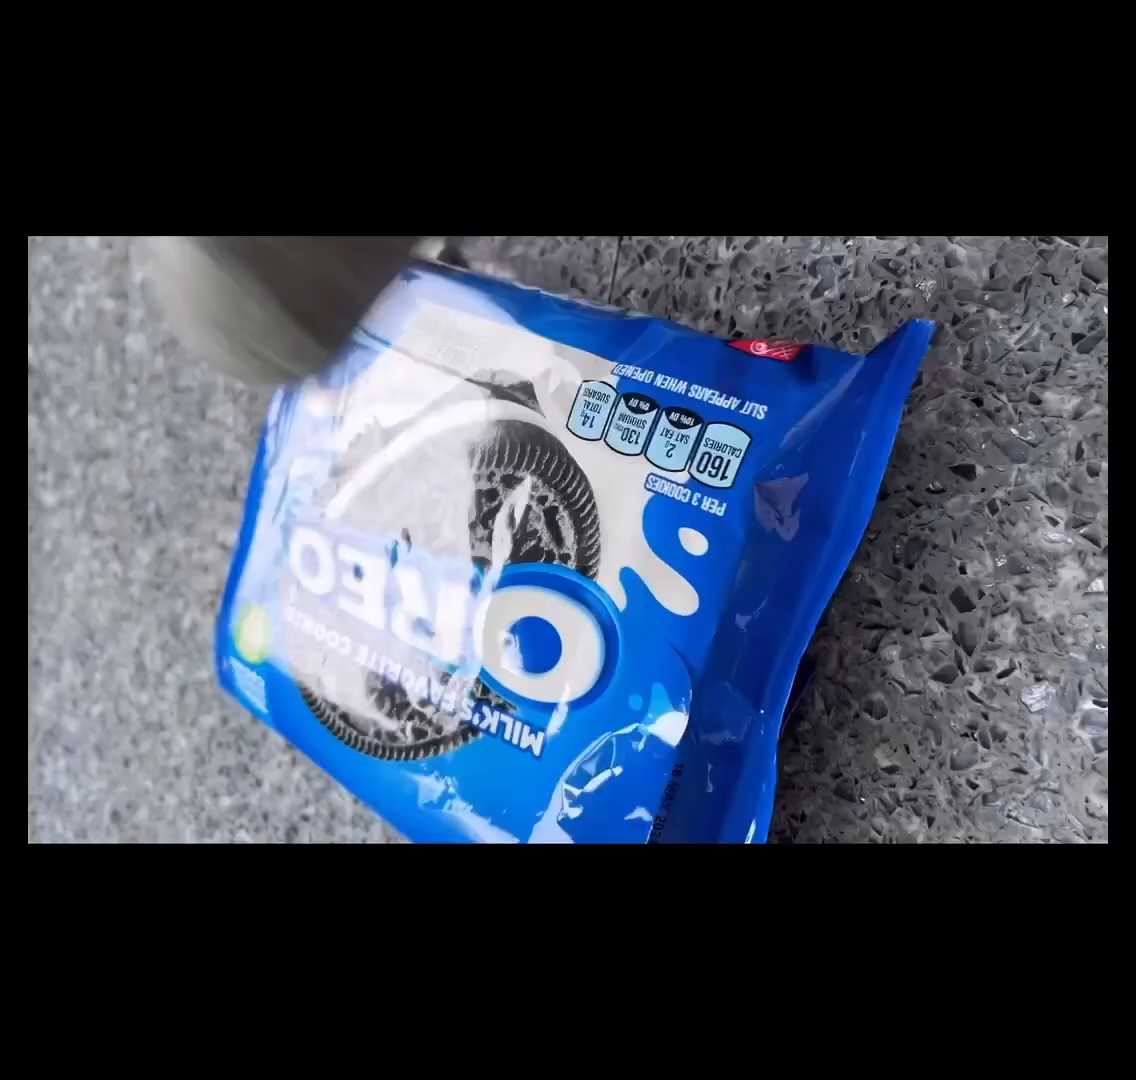 OREO
MILK'S FAVORITE COOKIE
PER 3 COOKIES
160
CALORIES
2g
SAT FAT
10% DV
130mg
SODIUM
6% DV
14g
TOTAL
SUGARS
SLIT APPEARS WHEN OPENED